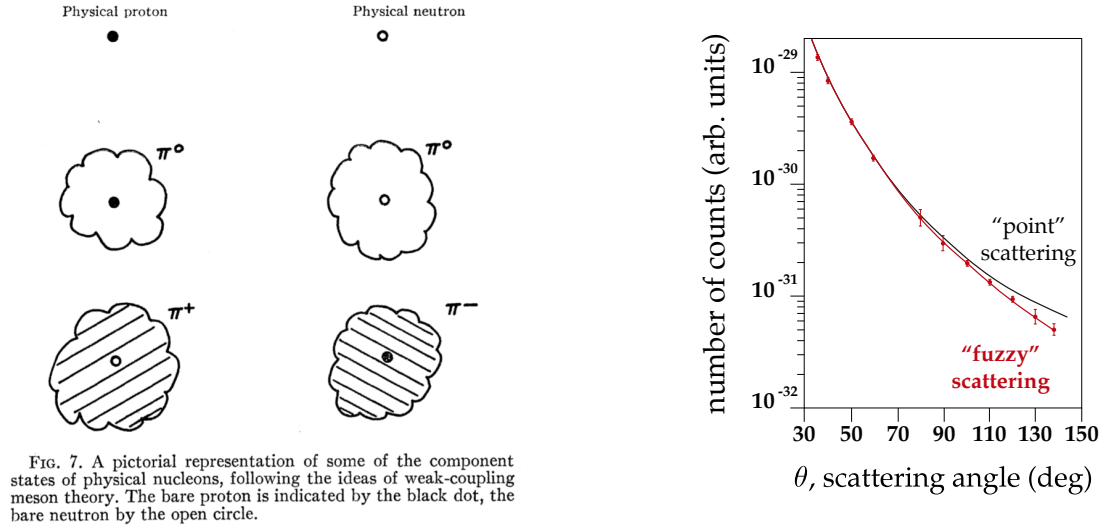 Physical proton
Physical neutron
π°
π°
π+
π−
FIG. 7. A pictorial representation of some of the component
states of physical nucleons, following the ideas of weak-coupling
meson theory. The bare proton is indicated by the black dot, the
bare neutron by the open circle.
number of counts (arb. units)
10 -29
10 -30
10 -31
10 -32
"point"
scattering
"fuzzy"
scattering
30 50 70 90 110 130 150
θ, scattering angle (deg)